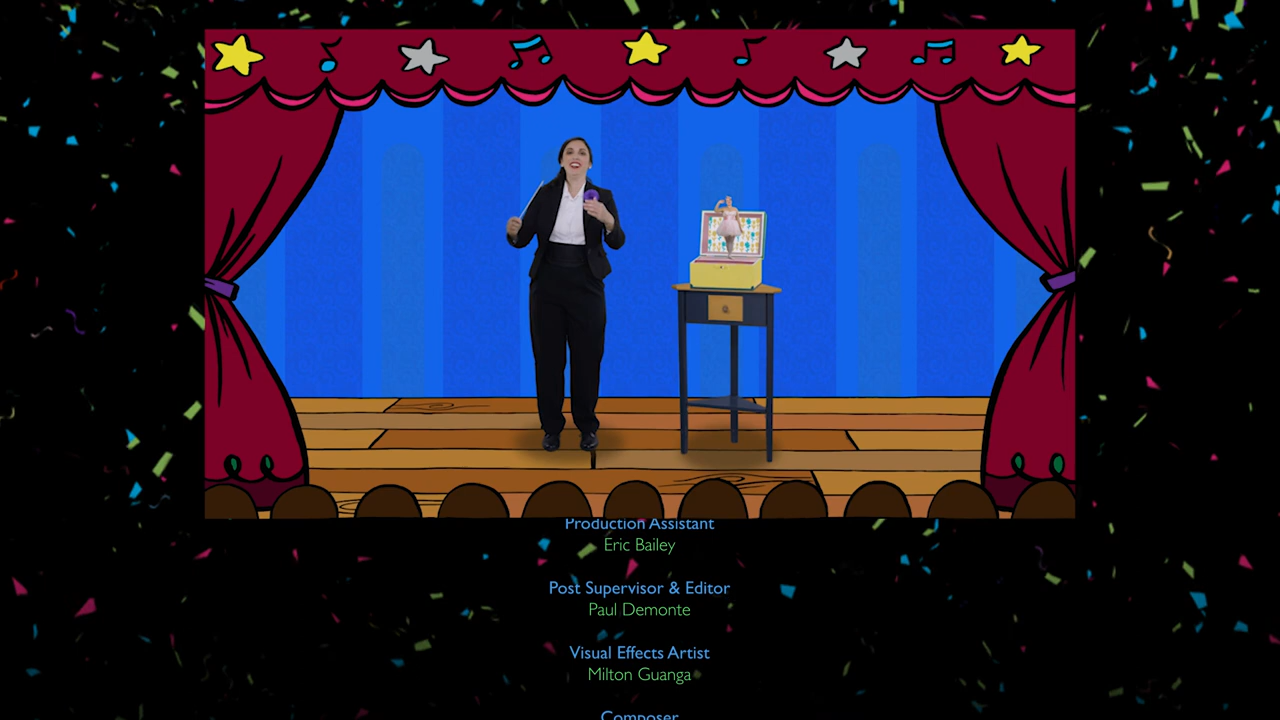 Production Assistant
Eric Bailey
Post Supervisor & Editor
Paul Demonte
Visual Effects Artist
Milton Guanga
Composer